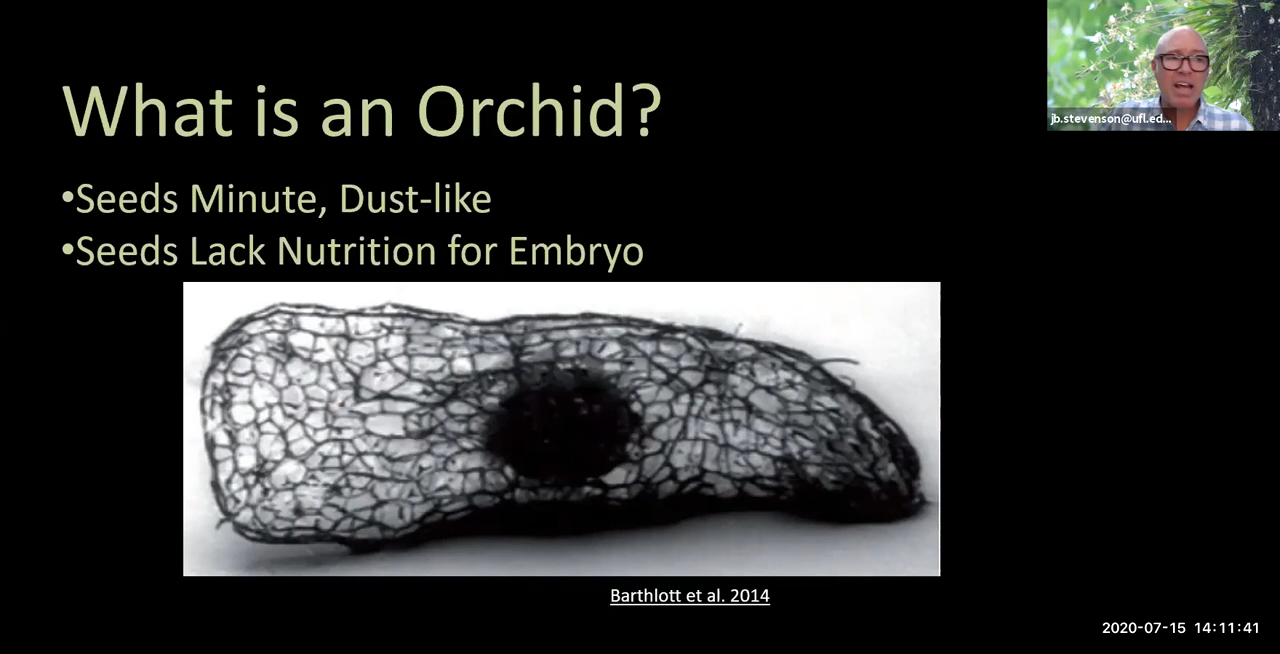 What is an Orchid?
•Seeds Minute, Dust-like
•Seeds Lack Nutrition for Embryo
jb.stevenson@ufl.ed...
Barthlott et al. 2014
2020-07-15 14:11:41